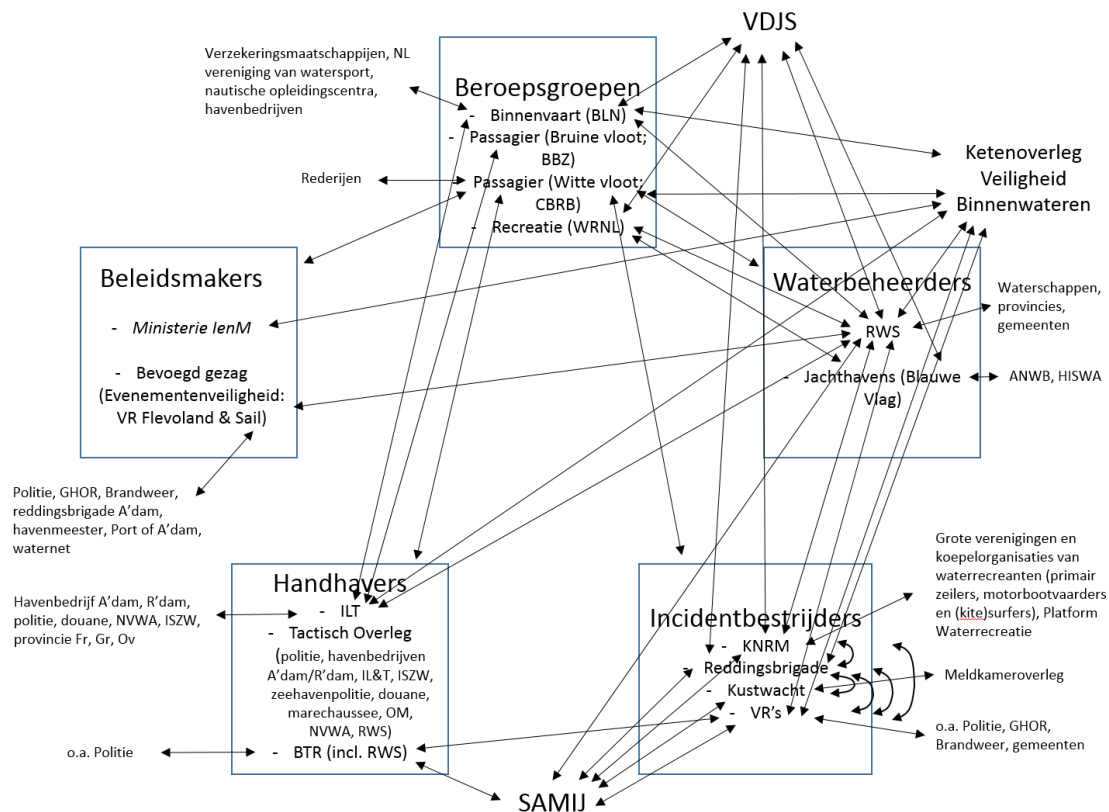 VDJS
Verzekeringsmaatschappijen, NL
vereniging van watersport,
nautische opleidingscentra,
havenbedrijven
Beroepsgroepen
- Binnenvaart (BLN)
- Passagier (Bruine vloot;
BBZ)
- Passagier (Witte vloot;
CBRB)
- Recreatie (WRNL)
Rederijen
Ketenoverleg
Veiligheid
Binnenwateren
Beleidsmakers
- Ministerie IenM
- Bevoegd gezag
(Evenementenveiligheid:
VR Flevoland & Sail)
Waterbeheerders
- RWS
- Jachthavens (Blauwe
Vlag)
Waterschappen,
provincies,
gemeenten
ANWB, HISWA
Politie, GHOR, Brandweer,
reddingsbrigade A’dam,
havenmeester, Port of A’dam,
waternet
Handhavers
- ILT
- Tactisch Overleg
(politie, havenbedrijven
A’dam/R’dam, IL&T, ISZW,
zeehavenpolitie, douane,
marechaussee, OM,
NVWA, RWS)
- BTR (incl. RWS)
Havenbedrijf A’dam, R’dam,
politie, douane, NVWA, ISZW,
provincie Fr, Gr, Ov
o.a. Politie
Incidentbestrijders
- KNRM
- Reddingsbrigade
- Kustwacht
- VR’s
Grote verenigingen en
koepelorganisaties van
waterrecreanten (primair
zeilers, motorbootvaarders
en (kite)surfers), Platform
Waterrecreatie
Meldkameroverleg
o.a. Politie, GHOR,
Brandweer, gemeenten
SAMIJ